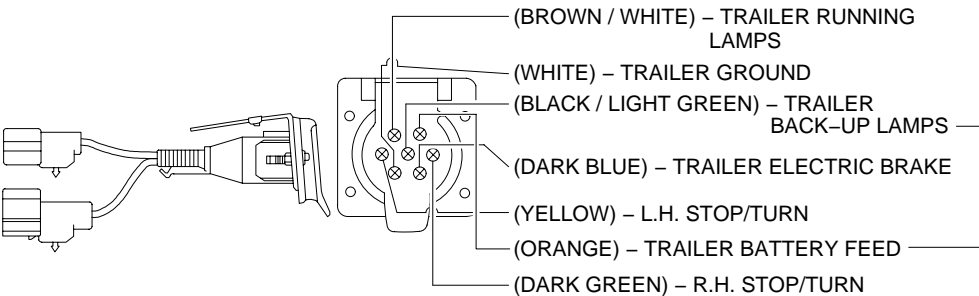 (BROWN / WHITE) – TRAILER RUNNING
LAMPS
(WHITE) – TRAILER GROUND
(BLACK / LIGHT GREEN) – TRAILER
BACK–UP LAMPS
(DARK BLUE) – TRAILER ELECTRIC BRAKE
(YELLOW) – L.H. STOP/TURN
(ORANGE) – TRAILER BATTERY FEED
(DARK GREEN) – R.H. STOP/TURN